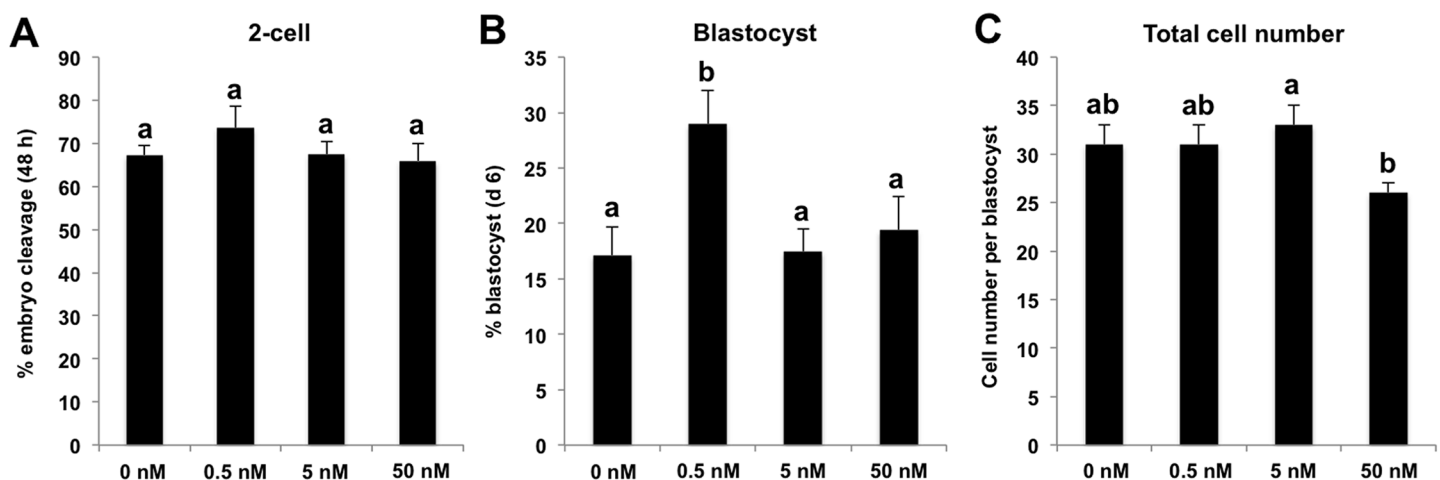 A
2-cell
% embryo cleavage (48 h)
90
80
70
60
50
40
30
20
10
0
a
a
a
a
0 nM
0.5 nM
5 nM
50 nM
B
Blastocyst
% blastocyst (d 6)
35
30
25
20
15
10
5
0
a
b
a
a
0 nM
0.5 nM
5 nM
50 nM
C
Total cell number
Cell number per blastocyst
40
35
30
25
20
15
10
5
0
ab
ab
a
b
0 nM
0.5 nM
5 nM
50 nM